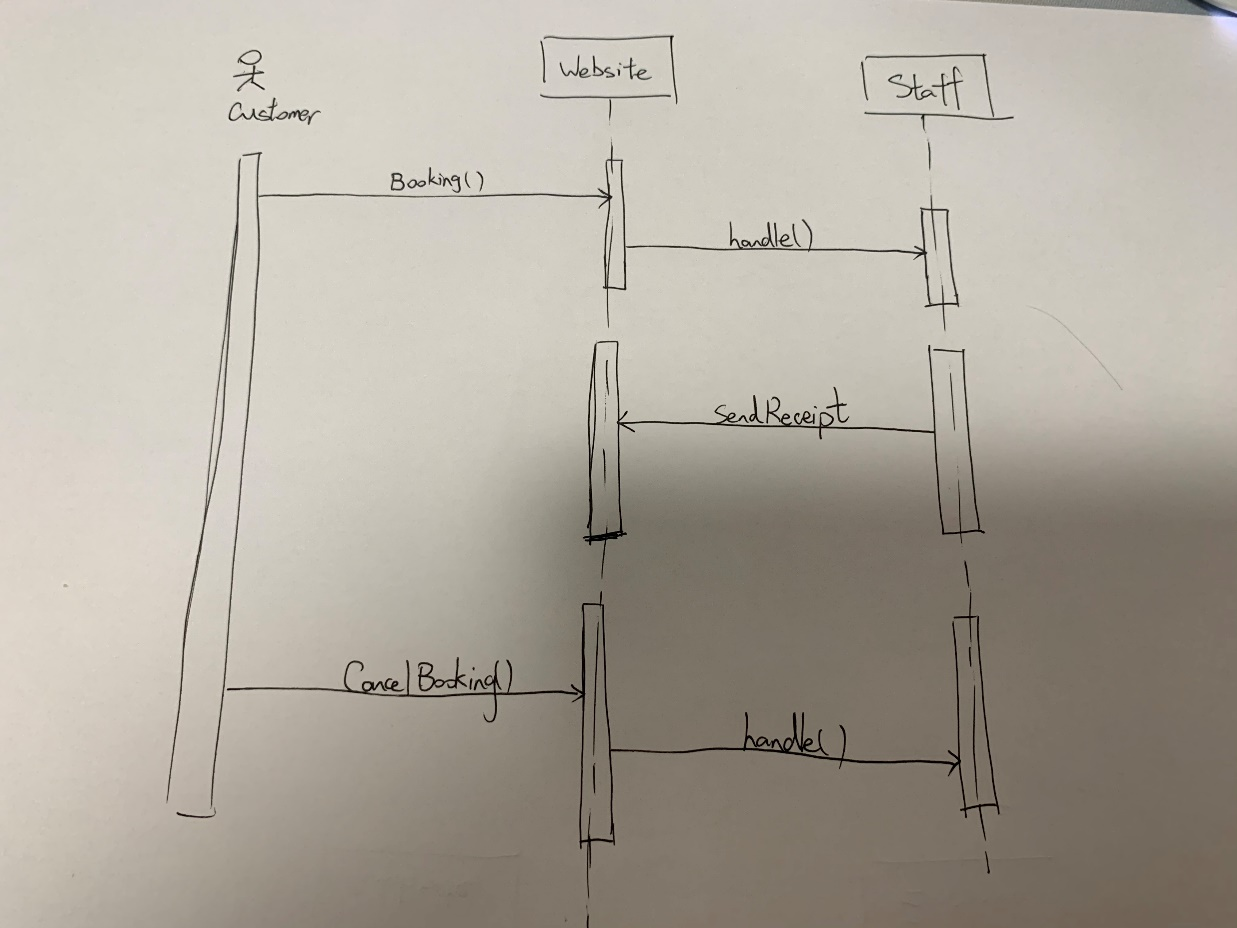 Customer
Website
Staff
Booking()
handle()
SendReceipt
CancelBooking()
handle()